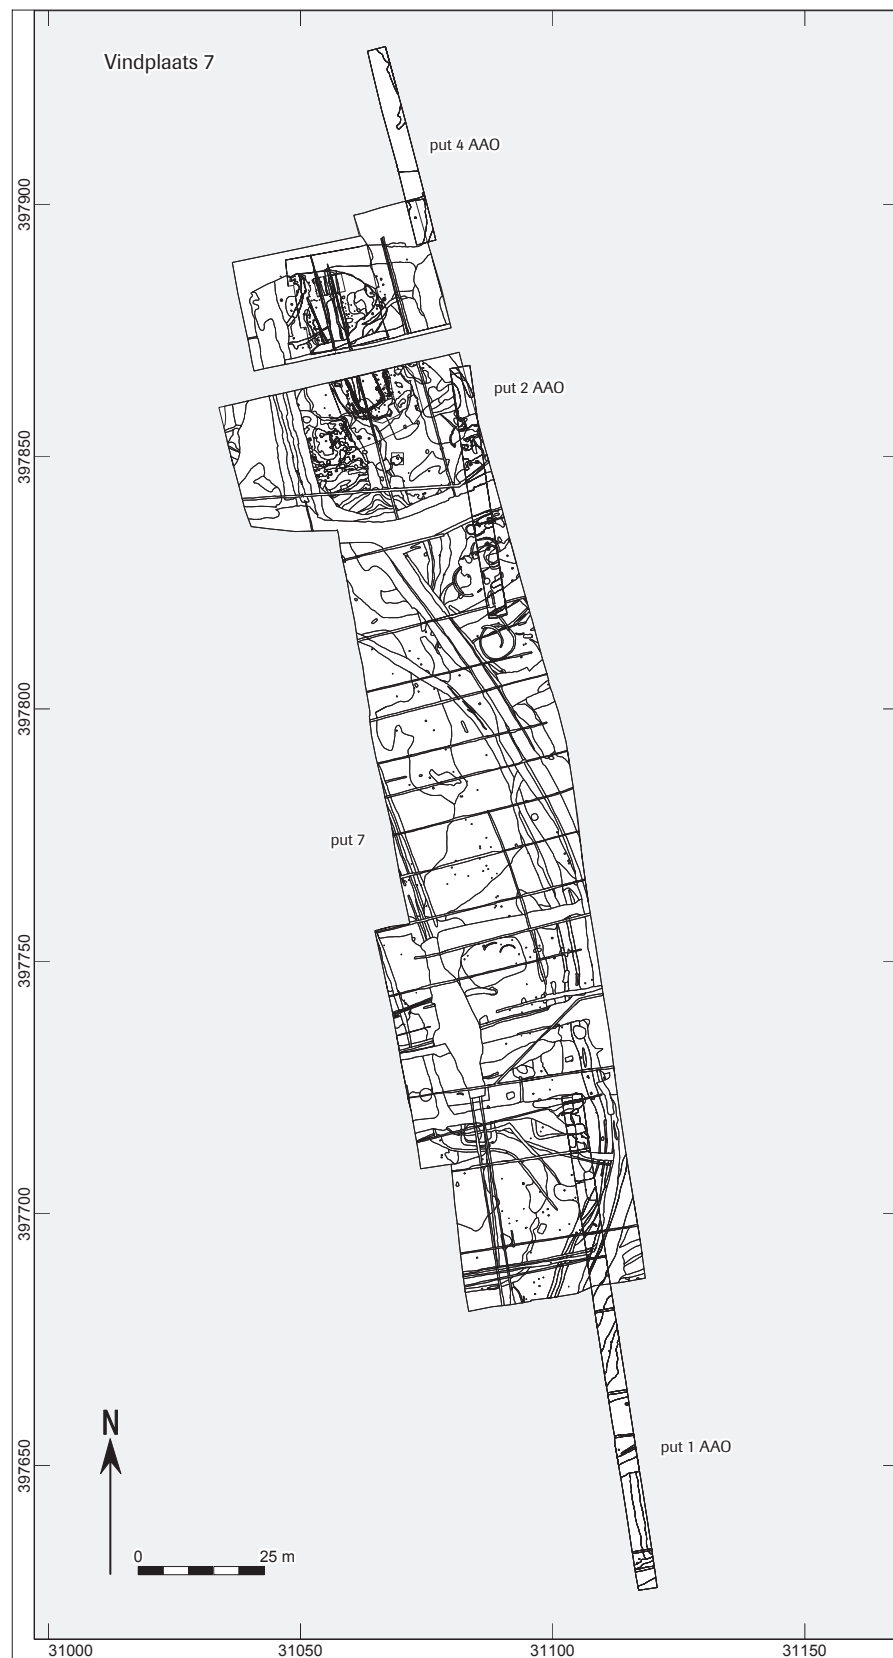 Vindplaats 7
put 4 AAO
397900
put 2 AAO
397850
397800
put 7
397750
397700
N
put 1 AAO
397650
0 25 m
31000 31050 31100 31150